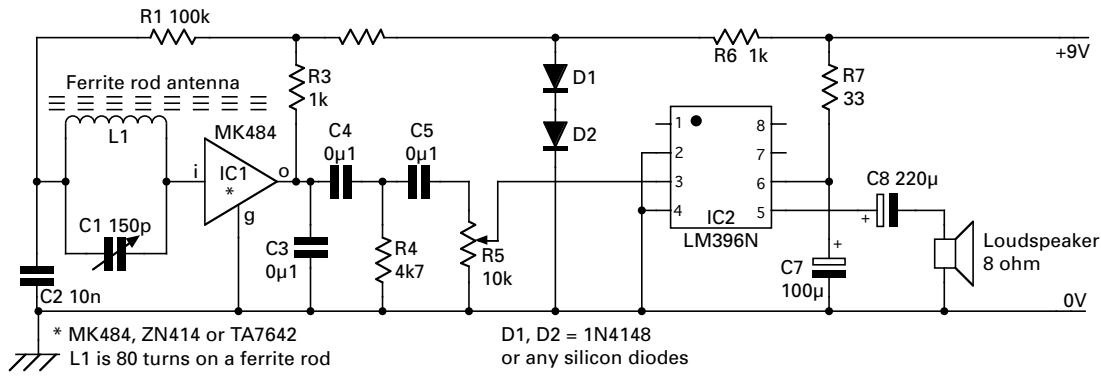 R1 100k
+9V
R6 1k
R3
1k
D1
R7
33
Ferrite rod antenna
L1
MK484
C4
0µ1
C5
0µ1
D2
1
8
2
7
i
IC1
*
o
g
3
6
C8 220µ
+
4
5
IC2
LM396N
C1 150p
C3
0µ1
R4
4k7
R5
10k
+
C7
100µ
Loudspeaker
8 ohm
C2 10n
0V
* MK484, ZN414 or TA7642
L1 is 80 turns on a ferrite rod
D1, D2 = 1N4148
or any silicon diodes